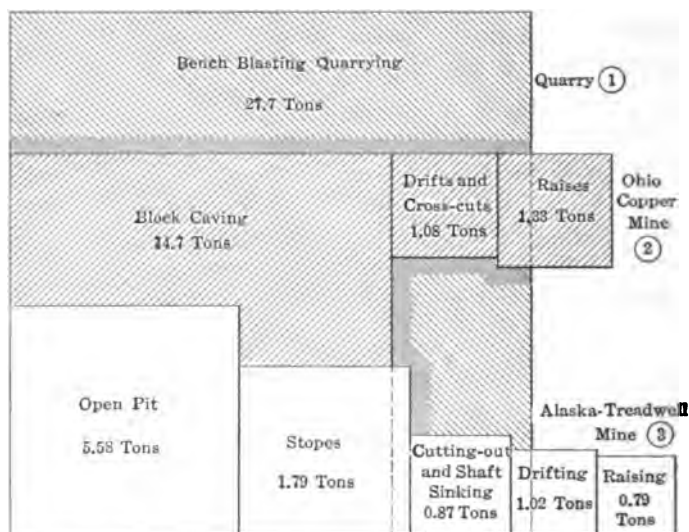 Bench Blasting Quarrying
27.7 Tons
Quarry ①
Block Caving
14.7 Tons
Drifts and
Cross-cuts
1.08 Tons
Raises
1.33 Tons
Ohio
Copper
Mine
②
Open Pit
5.58 Tons
Stopes
1.79 Tons
Cutting-out
and Shaft
Sinking
0.87 Tons
Alaska-Treadwell
Mine ③
Drifting
1.02 Tons
Raising
0.79
Tons